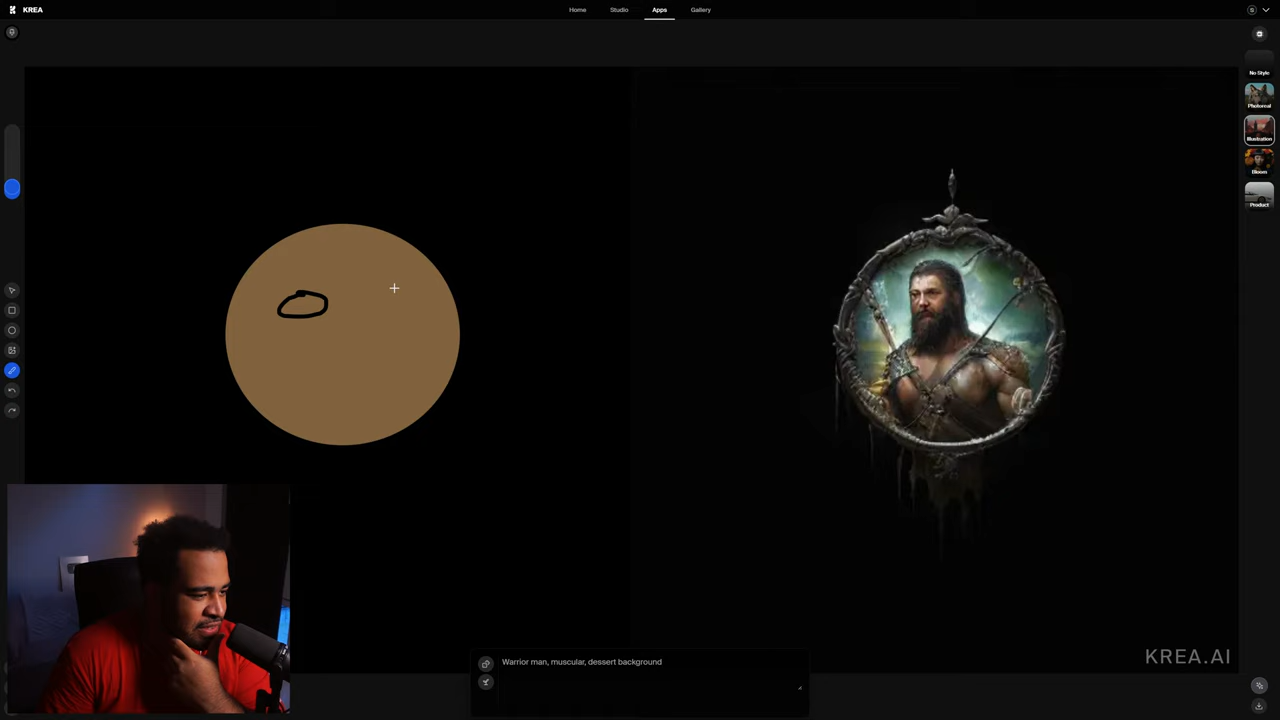 KREA
Home
Studio
Apps
Gallery
S
No Style
Photoreal
Illustration
Bloom
Product
Warrior man, muscular, dessert background
KREA.AI